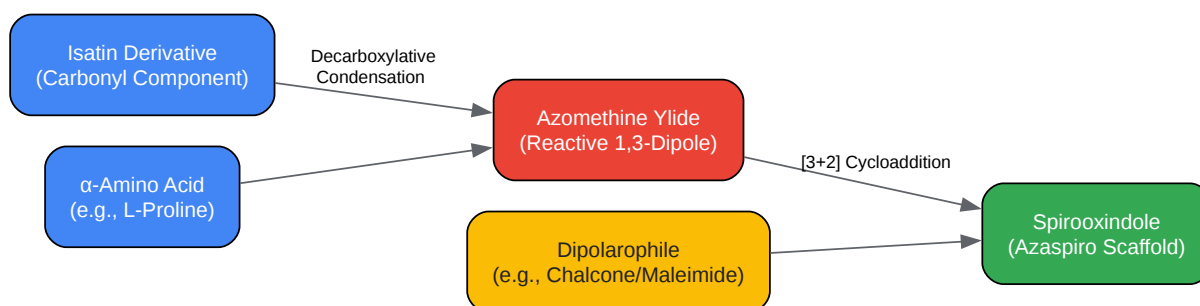 Isatin Derivative
(Carbonyl Component)
Decarboxylative
Condensation
α-Amino Acid
(e.g., L-Proline)
Azomethine Ylide
(Reactive 1,3-Dipole)
[3+2] Cycloaddition
Dipolarophile
(e.g., Chalcone/Maleimide)
Spirooxindole
(Azaspiro Scaffold)